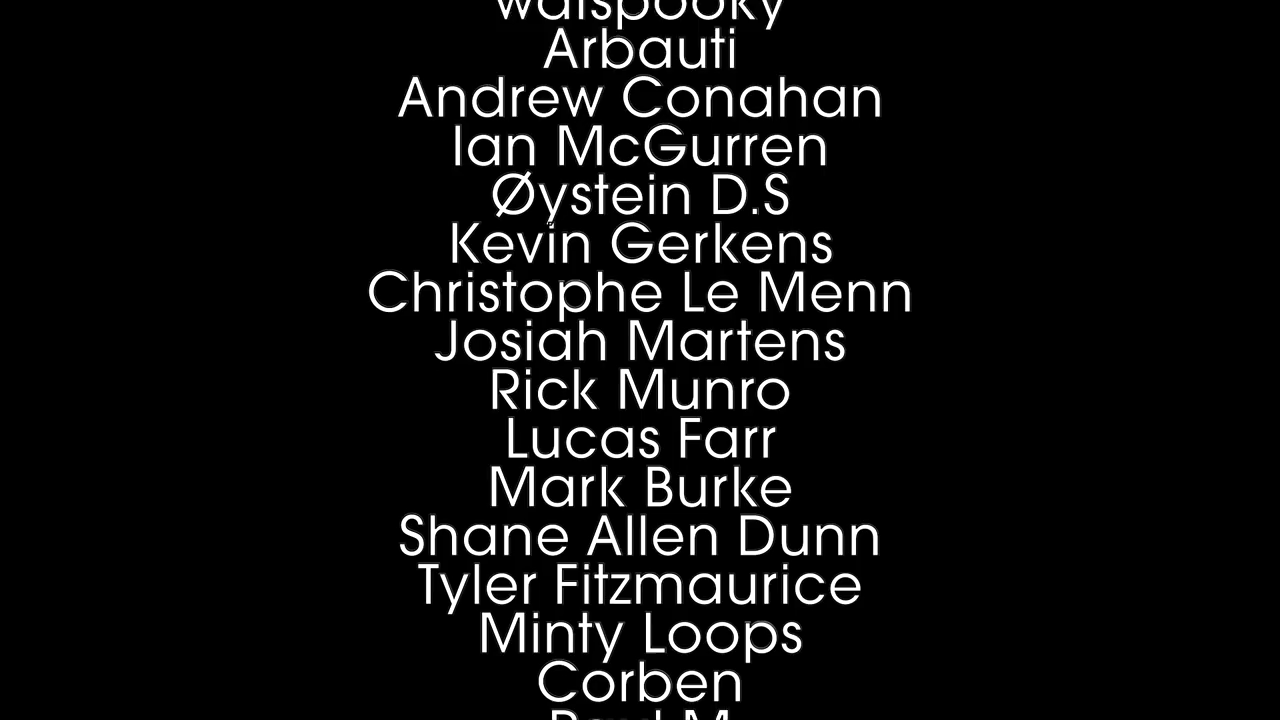 watspooky
Arbauti
Andrew Conahan
Ian McGurren
Øystein D.S
Kevin Gerkens
Christophe Le Menn
Josiah Martens
Rick Munro
Lucas Farr
Mark Burke
Shane Allen Dunn
Tyler Fitzmaurice
Minty Loops
Corben